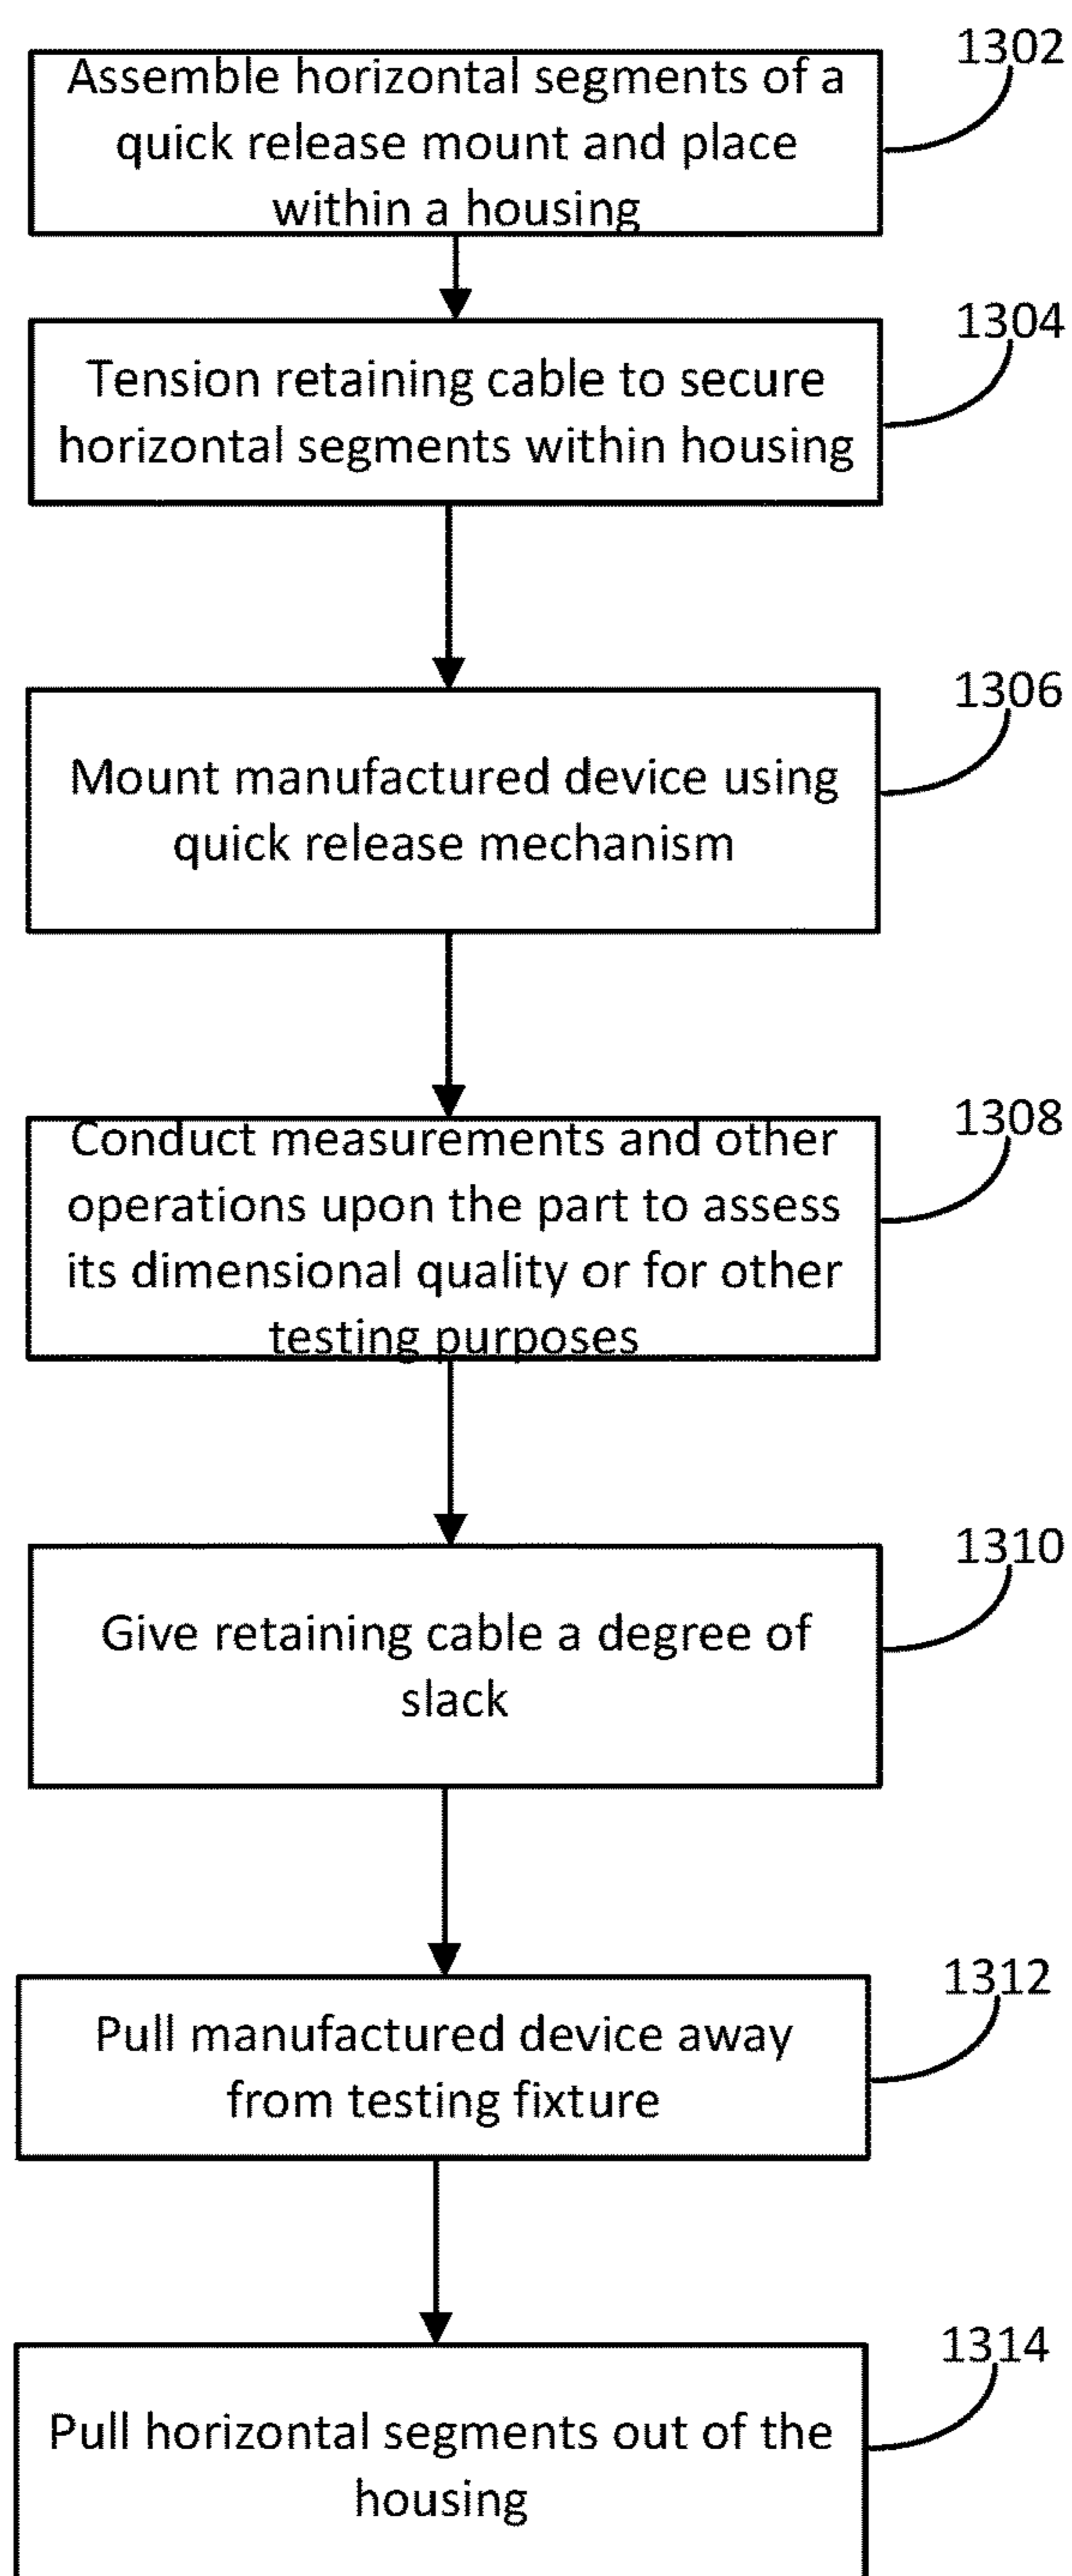 1302
Assemble horizontal segments of a
quick release mount and place
within a housing
1304
Tension retaining cable to secure
horizontal segments within housing
1306
Mount manufactured device using
quick release mechanism
1308
Conduct measurements and other
operations upon the part to assess
its dimensional quality or for other
testing purposes
1310
Give retaining cable a degree of
slack
1312
Pull manufactured device away
from testing fixture
1314
Pull horizontal segments out of the
housing